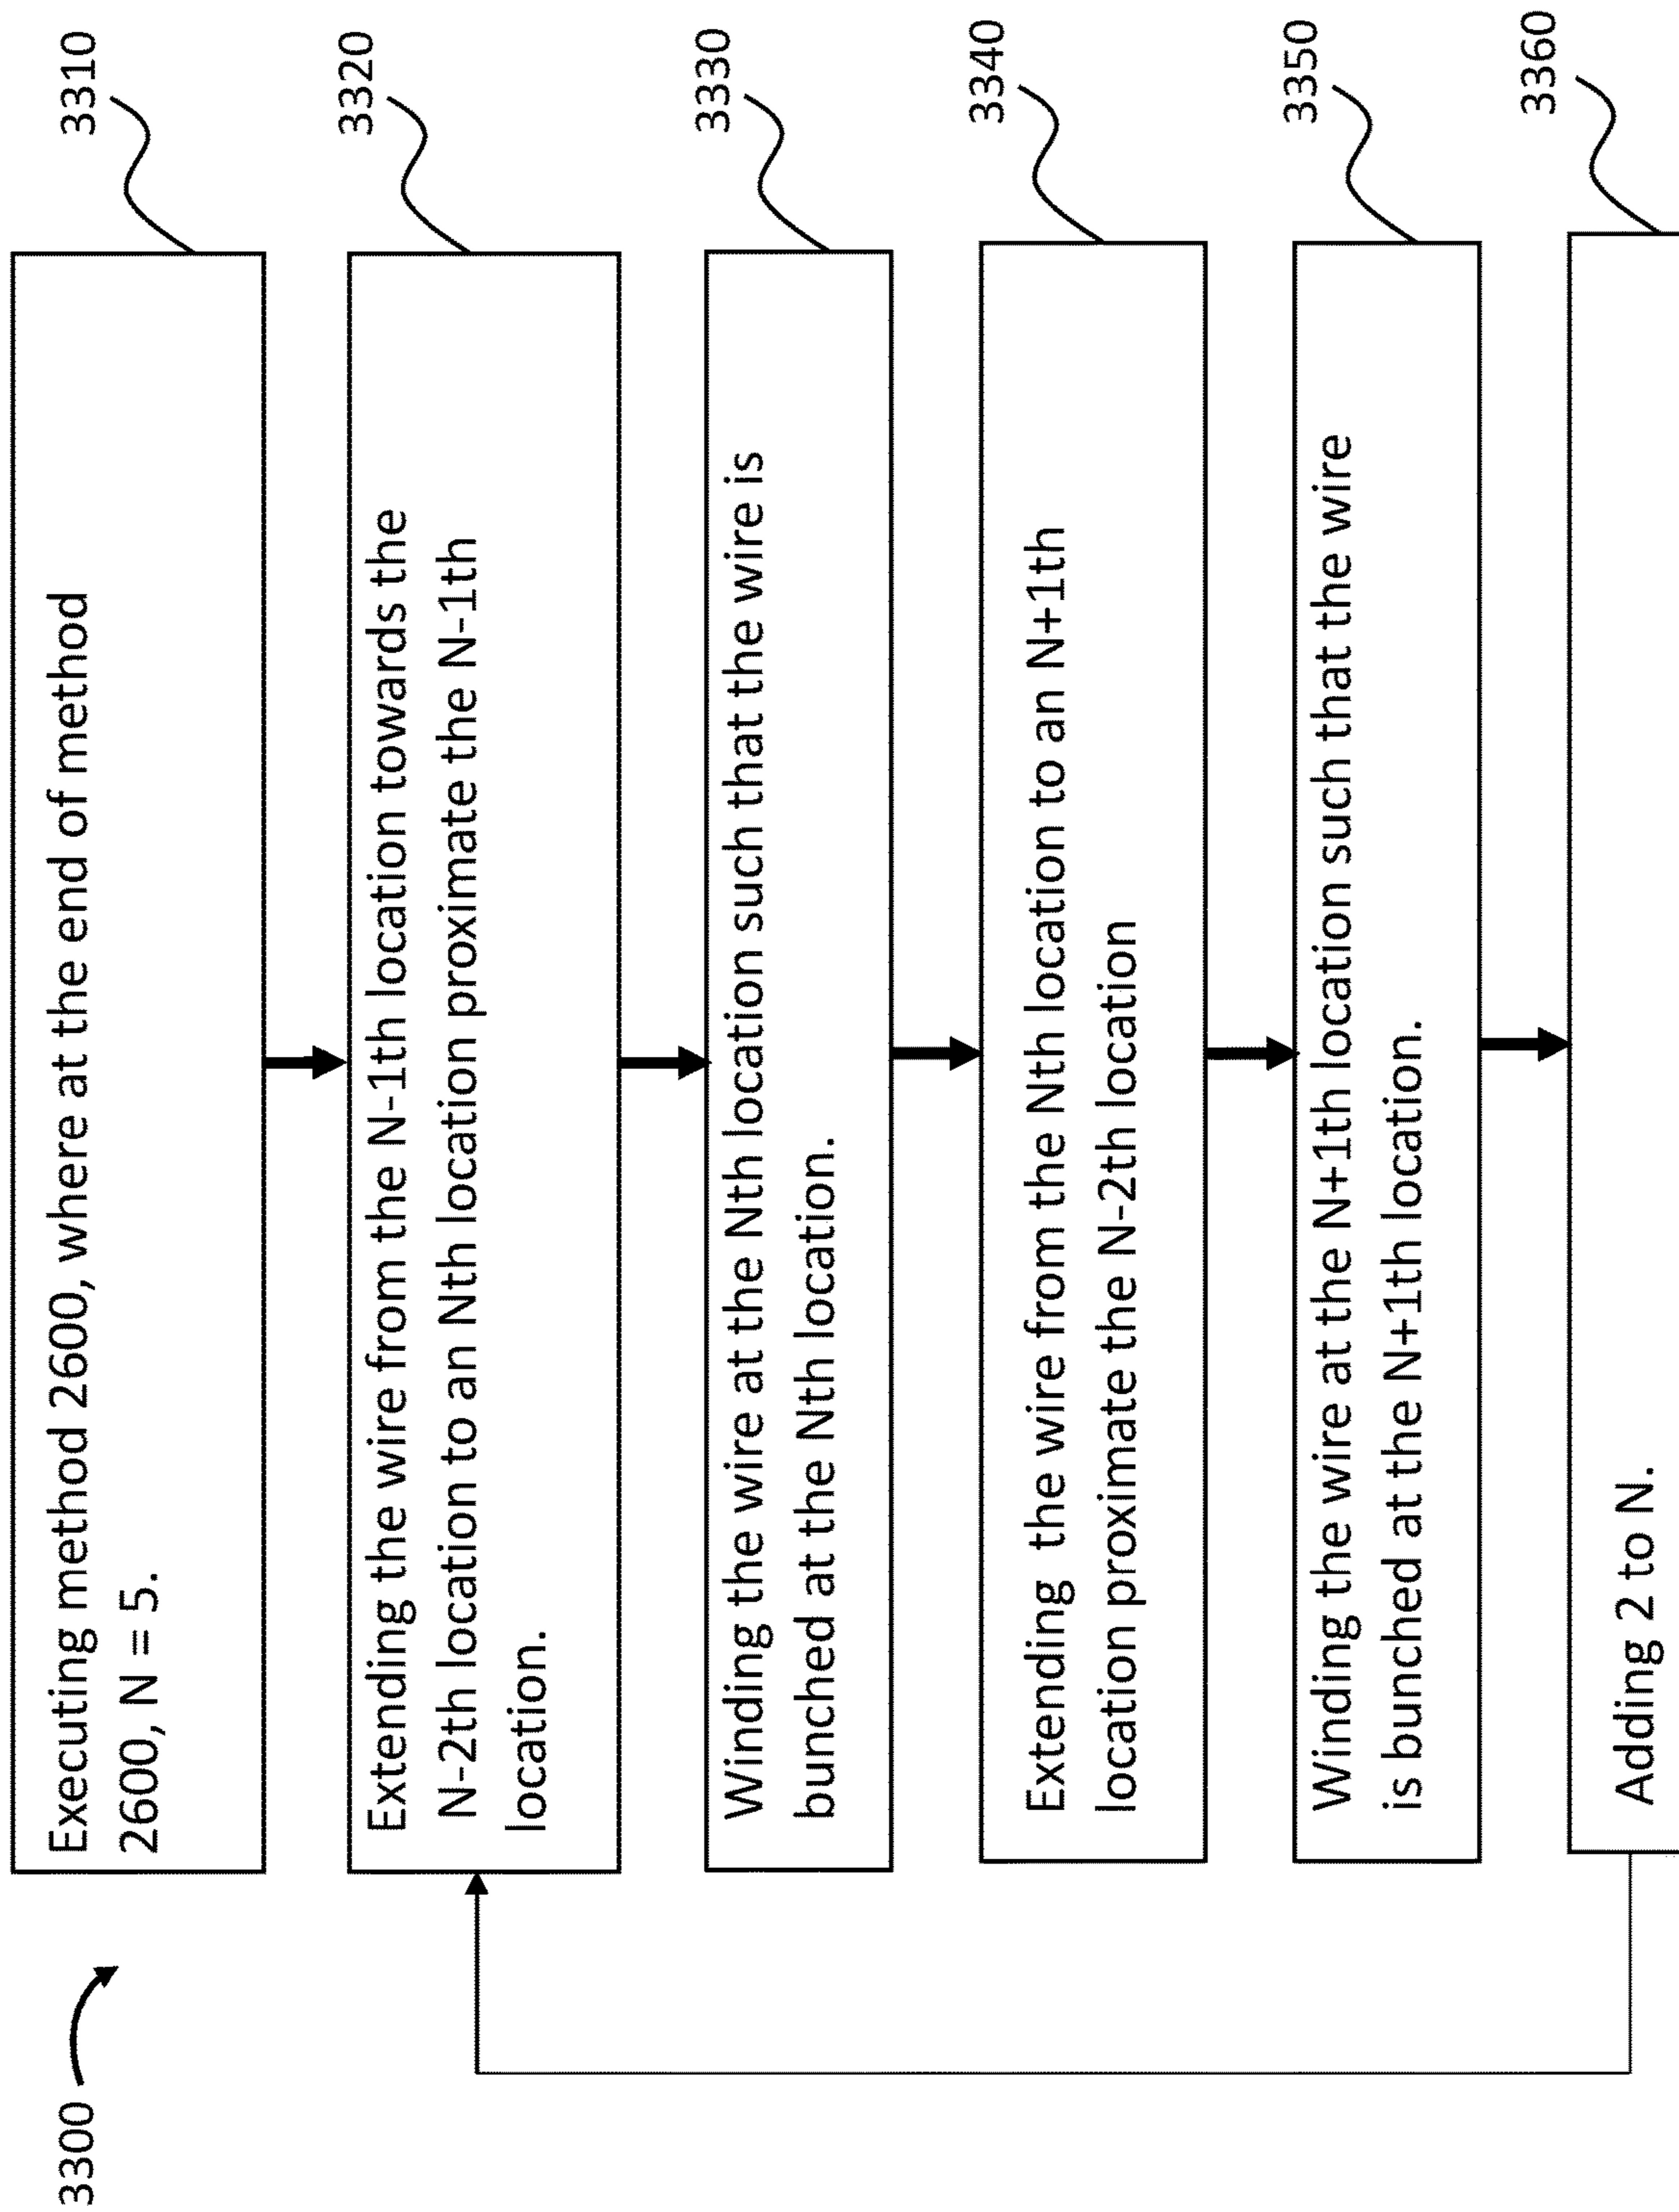 3300
3310
Executing method 2600, where at the end of method
2600, N = 5.
3320
Extending the wire from the N-1th location towards the
N-2th location to an Nth location proximate the N-1th
location.
3330
Winding the wire at the Nth location such that the wire is
bunched at the Nth location.
3340
Extending the wire from the Nth location to an N+1th
location proximate the N-2th location
3350
Winding the wire at the N+1th location such that the wire
is bunched at the N+1th location.
3360
Adding 2 to N.